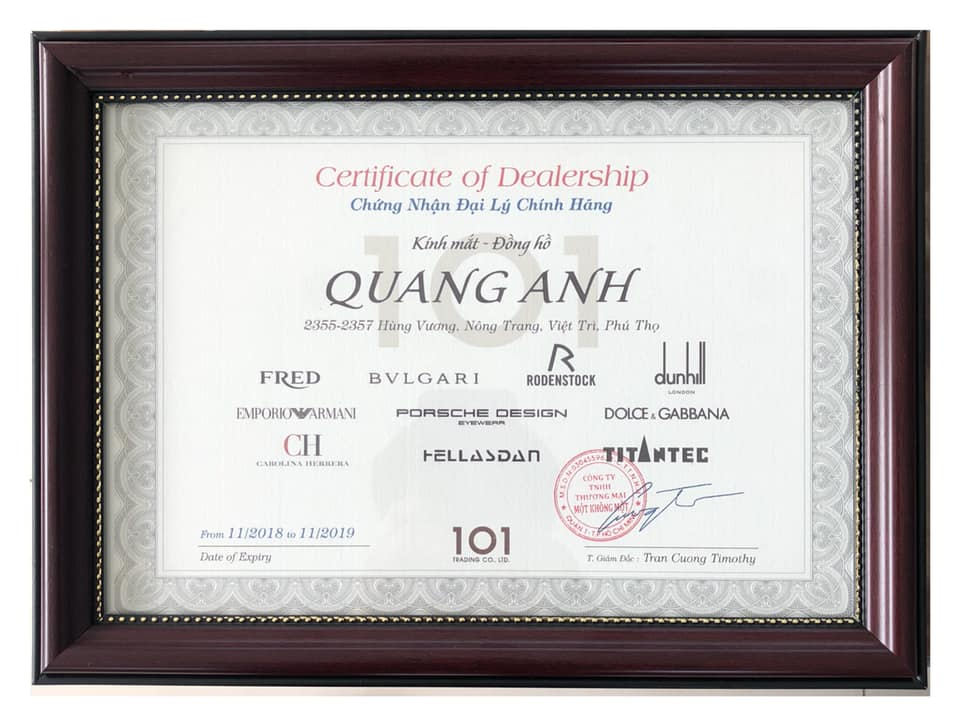 Certificate of Dealership
Chứng Nhận Đại Lý Chính Hãng
101
Kính mắt - Đồng hồ
QUANG ANH
2355-2357 Hùng Vương, Nông Trang, Việt Trì, Phú Thọ
FRED BVLGARI RODENSTOCK dunhill
LONDON
EMPORIO ARMANI PORSCHE DESIGN DOLCE & GABBANA
EYEWEAR
CH
CAROLINA HERRERA HELLASDAN TITANTEC
CÔNG TY
TNHH
THƯƠNG MẠI
MỘT KHÔNG MỘT
From 11/2018 to 11/2019
Date of Expiry
101
TRADING CO., LTD.
T. Giám Đốc : Tran Cuong Timothy